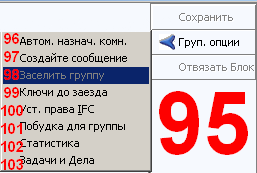 Сохранить
Груп. опции
Отвязать Блок
95
96 Автом. назнач. комн.
97 Создайте сообщение
98 Заселить группу
99 Ключи до заезда
100 Уст. права IFC
101 Побудка для группы
102 Статистика
103 Задачи и Дела